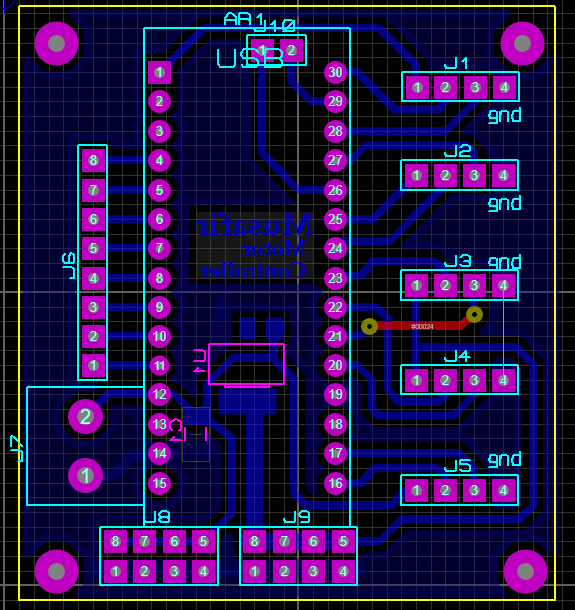 AR1
J10
1 2
USB
J1
1 2 3 4
gnd
J2
1 2 3 4
gnd
J3
gnd
1 2 3 4
#00024
J4
1 2 3 4
J5
gnd
1 2 3 4
1
2
3
4
5
6
7
8
9
10
11
12
13
14
15
30
29
28
27
26
25
24
23
22
21
20
19
18
17
16
Musafir
Motor
Controller
J6
8
7
6
5
4
3
2
1
J7
2
1
J8
8 7 6 5
1 2 3 4
J9
8 7 6 5
1 2 3 4